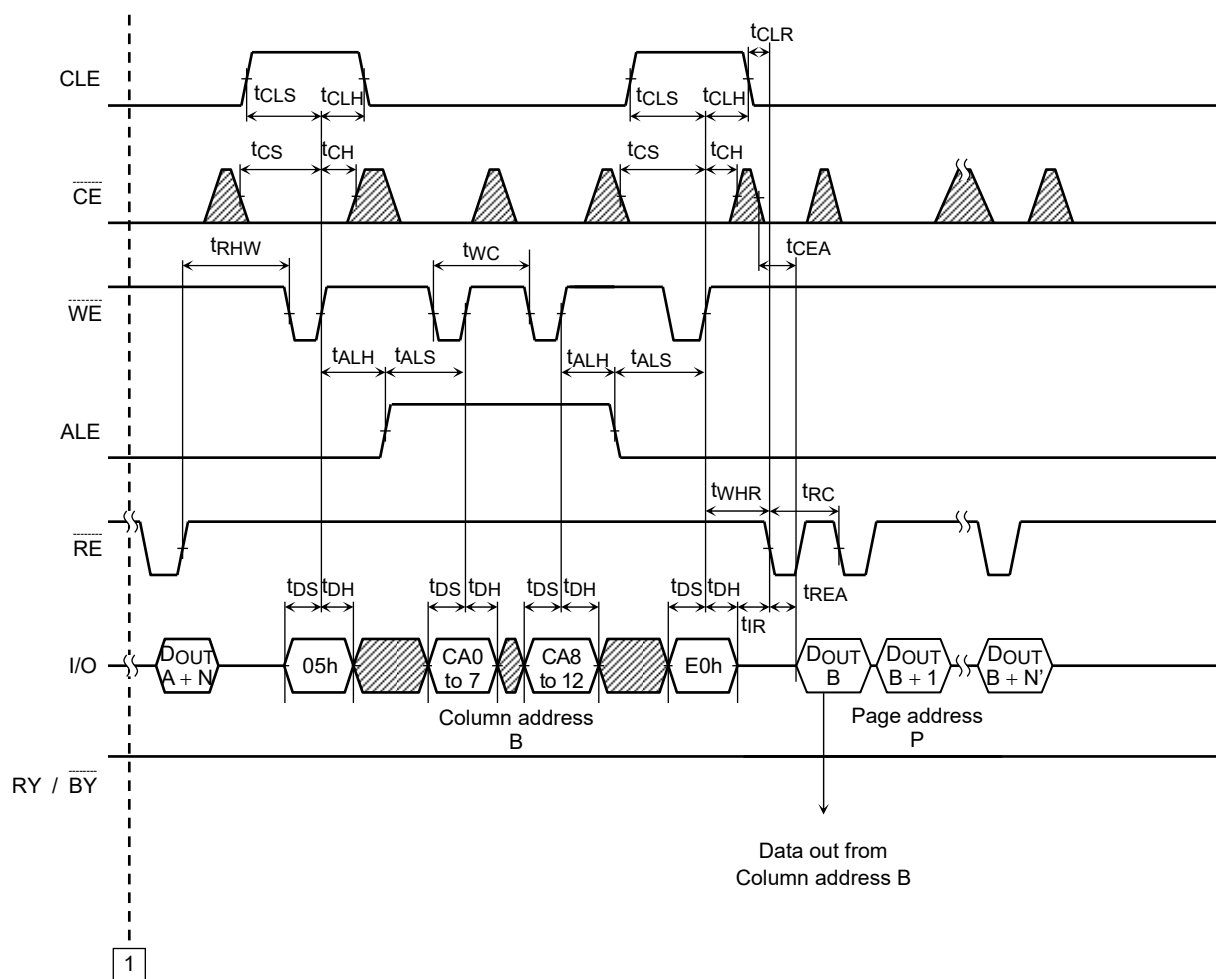 tCLR
CLE
tCLS tCLH tCLS tCLH
tCS tCH tCS tCH
CE
tRHW tWC tCEA
WE
tALH tALS tALH tALS
ALE
tWHR tRC
RE
tDS tDH tDS tDH tDS tDH tDS tDH tREA
tIR
I/O
DOUT
A + N
05h
CA0
to 7
CA8
to 12
E0h
DOUT
B
DOUT
B + 1
DOUT
B + N'
Column address
B
Page address
P
RY / BY
Data out from
Column address B
1